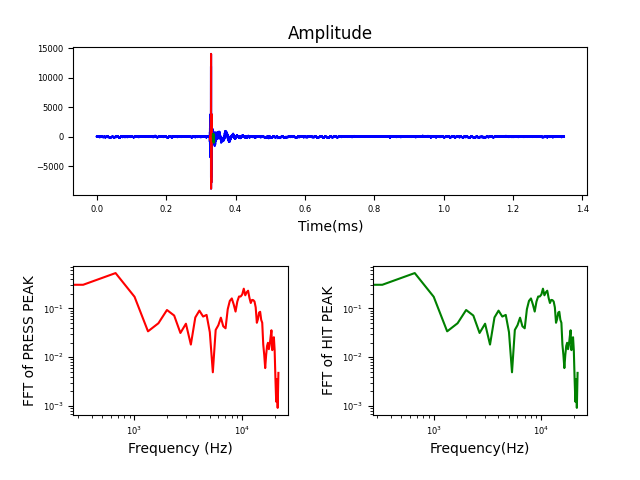 Amplitude
15000
10000
5000
0
−5000
0.0 0.2 0.4 0.6 0.8 1.0 1.2 1.4
Time(ms)
FFT of PRESS PEAK
10⁻¹
10⁻²
10⁻³
10³ 10⁴
Frequency (Hz)
FFT of HIT PEAK
10⁻¹
10⁻²
10⁻³
10³ 10⁴
Frequency(Hz)